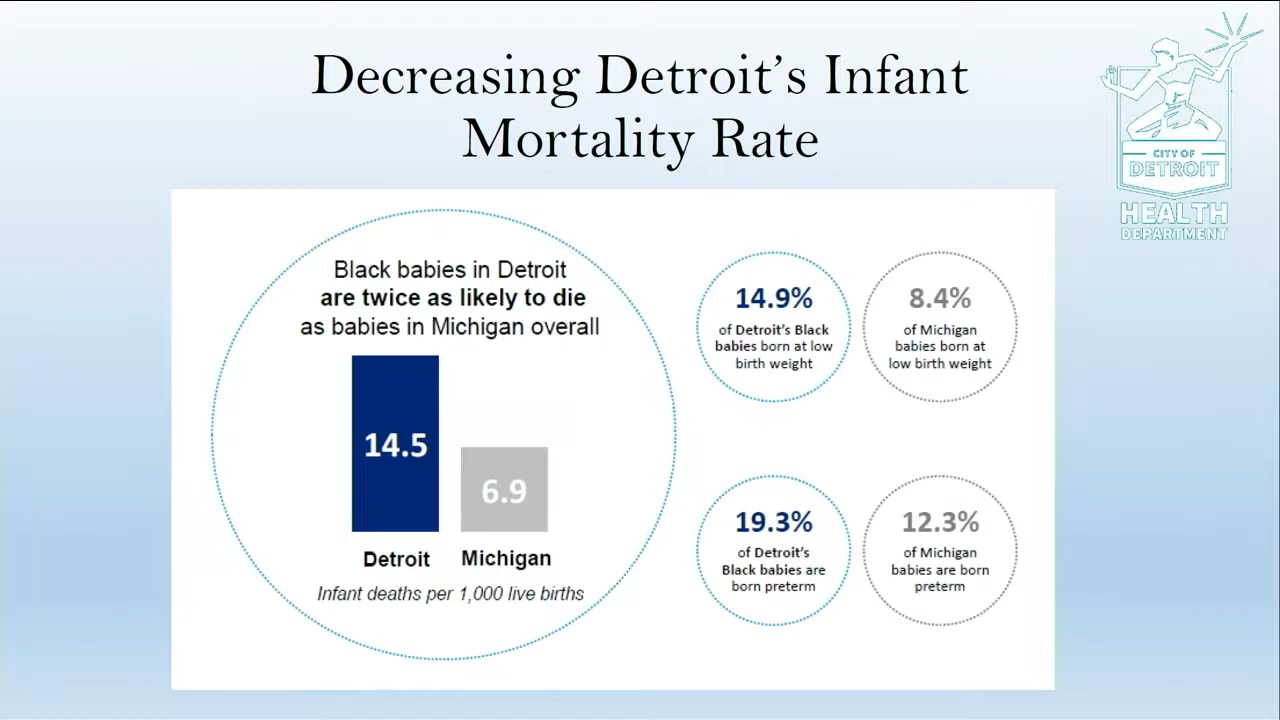 Decreasing Detroit's Infant
Mortality Rate
CITY OF
DETROIT
HEALTH
DEPARTMENT
Black babies in Detroit
are twice as likely to die
as babies in Michigan overall
14.5
6.9
Detroit
Michigan
Infant deaths per 1,000 live births
14.9%
of Detroit's Black
babies born at low
birth weight
8.4%
of Michigan
babies born at
low birth weight
19.3%
of Detroit's
Black babies are
born preterm
12.3%
of Michigan
babies are born
preterm